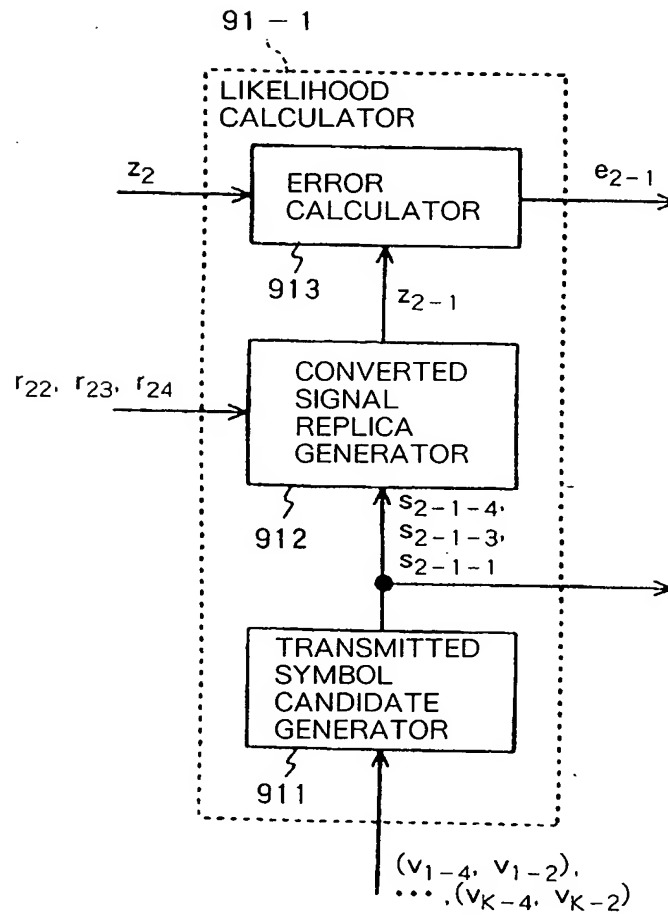 91-1
LIKELIHOOD
CALCULATOR
z2
ERROR
CALCULATOR
e2-1
913
z2-1
r22, r23, r24
CONVERTED
SIGNAL
REPLICA
GENERATOR
912
s2-1-4,
s2-1-3,
s2-1-1
TRANSMITTED
SYMBOL
CANDIDATE
GENERATOR
911
(v1-4, v1-2),
···,(vK-4, vK-2)